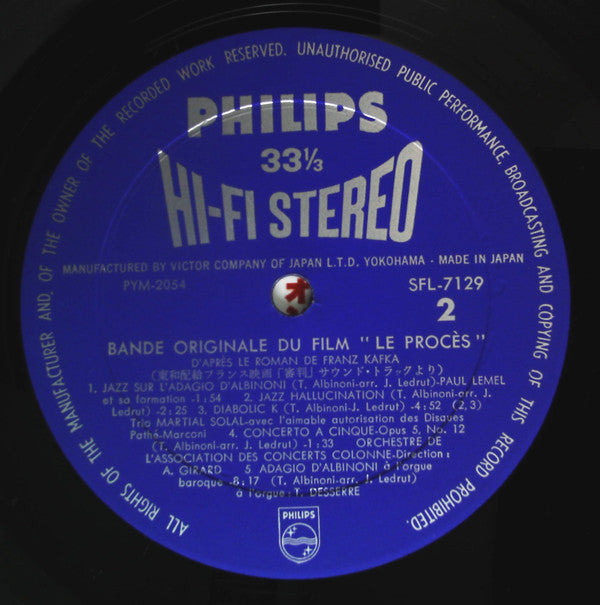 ALL RIGHTS OF THE MANUFACTURER AND OF THE OWNER OF THE RECORDED WORK RESERVED. UNAUTHORISED PUBLIC PERFORMANCE, BROADCASTING AND COPYING OF THIS RECORD PROHIBITED.
PHILIPS
33⅓
HI-FI STEREO
MANUFACTURED BY VICTOR COMPANY OF JAPAN L.T.D. YOKOHAMA - MADE IN JAPAN
PYM-2054
オ
SFL-7129
2
BANDE ORIGINALE DU FILM "LE PROCÈS"
D'APRÈS LE ROMAN DE FRANZ KAFKA
(東和配給フランス映画「審判」サウンド・トラックより)
1. JAZZ SUR L'ADAGIO D'ALBINONI (T. Albinoni-arr. J. Ledrut)-PAUL LEMEL
et sa formation -1:54 2. JAZZ HALLUCINATION (T. Albinoni-arr. J.
Ledrut) -2:25 3. DIABOLIC K (T. Albinoni-J. Ledrut) -4:52 (2,3)
Trio MARTIAL SOLAL-avec l'aimable autorisation des Disques
Pathé-Marconi 4. CONCERTO A CINQUE-Opus 5, No. 12
(T. Albinoni-arr. J. Ledrut) -1:33 ORCHESTRE DE
L'ASSOCIATION DES CONCERTS COLONNE-Direction:
A. GIRARD 5 ADAGIO D'ALBINONI à l'orgue
baroque-8:17 (T. Albinoni-arr. J. Ledrut)
à l'orgue: T. DESSERRE
PHILIPS